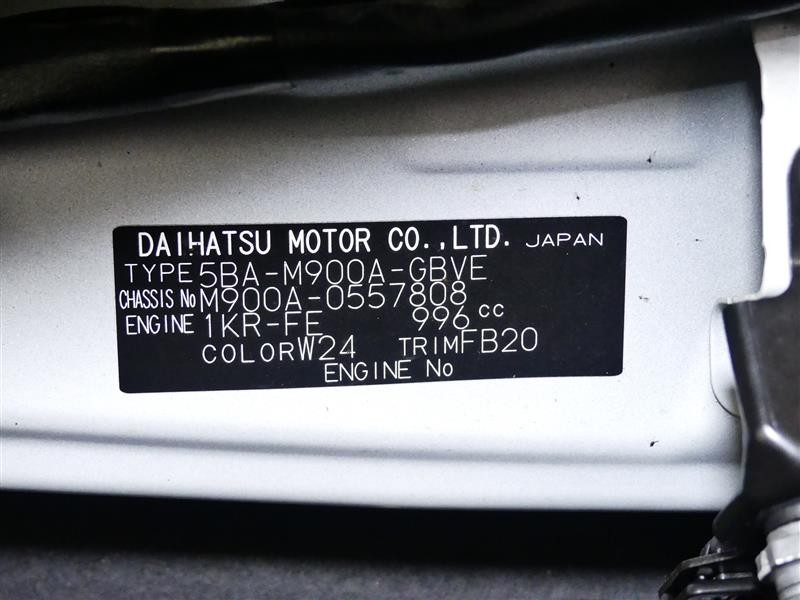 DAIHATSU MOTOR CO.,LTD. JAPAN
TYPE 5BA-M900A-GBVE
CHASSIS No M900A-0557808
ENGINE 1KR-FE 996 cc
COLOR W24 TRIM FB20
ENGINE No